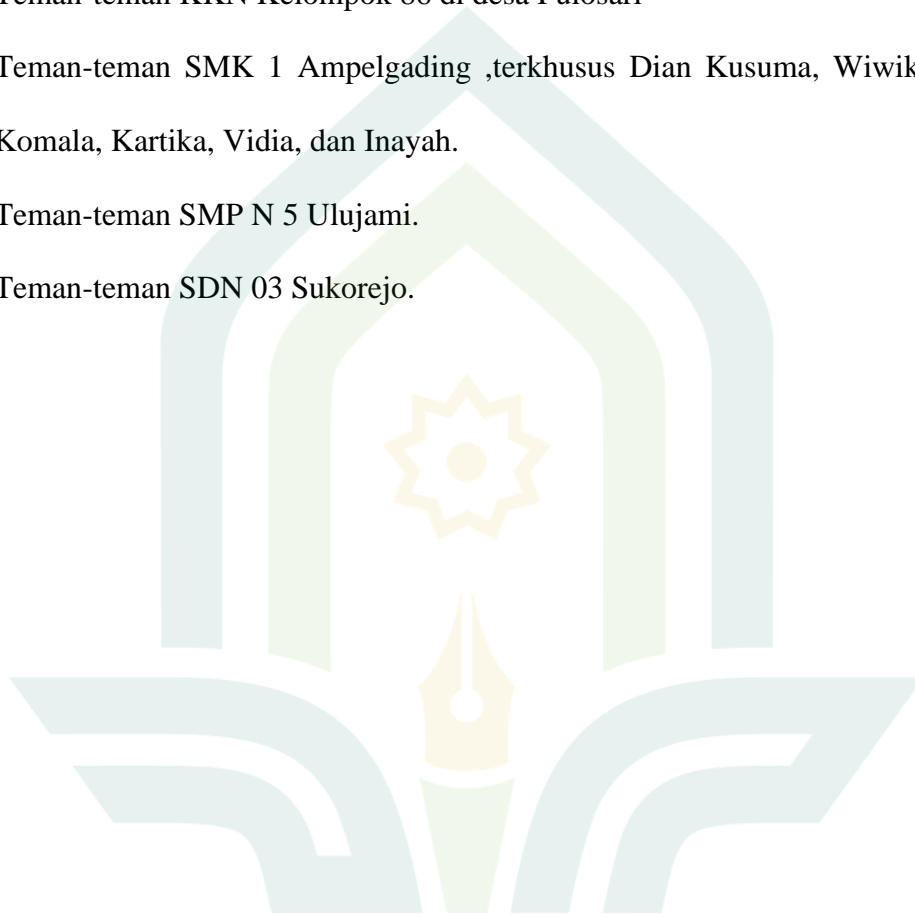 Teman-teman KKN Kelompok di desa Pulosari
Teman-teman SMK 1 Ampelgading ,terkhusus Dian Kusuma, Wiwik
Komala, Kartika, Vidia, dan Inayah.
Teman-teman SMP N 5 Ulujami.
Teman-teman SDN 03 Sukorejo.